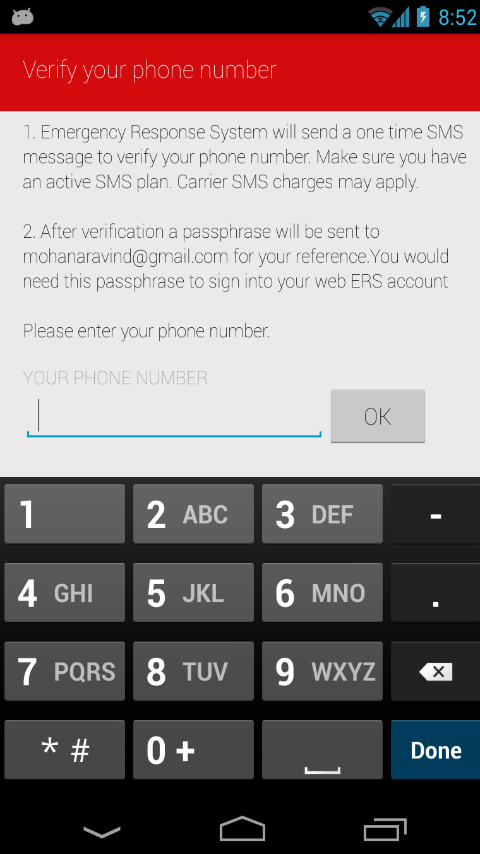 8:52
Verify your phone number
1. Emergency Response System will send a one time SMS
message to verify your phone number. Make sure you have
an active SMS plan. Carrier SMS charges may apply.
2. After verification a passphrase will be sent to
mohanaravind@gmail.com for your reference.You would
need this passphrase to sign into your web ERS account
Please enter your phone number.
YOUR PHONE NUMBER
OK
1 2 ABC 3 DEF -
4 GHI 5 JKL 6 MNO .
7 PQRS 8 TUV 9 WXYZ
* # 0 + Done